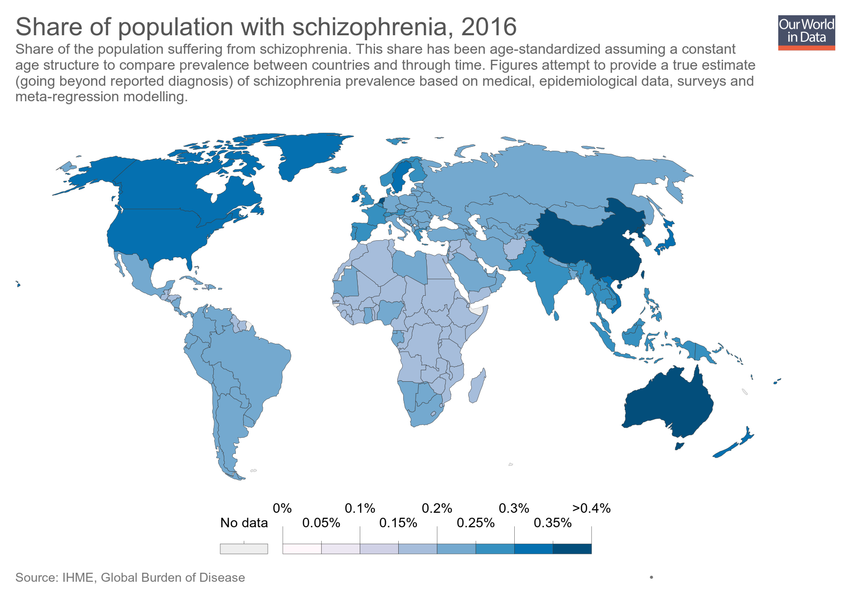 Share of population with schizophrenia, 2016
Our World
in Data
Share of the population suffering from schizophrenia. This share has been age-standardized assuming a constant
age structure to compare prevalence between countries and through time. Figures attempt to provide a true estimate
(going beyond reported diagnosis) of schizophrenia prevalence based on medical, epidemiological data, surveys and
meta-regression modelling.
0% 0.1% 0.2% 0.3% >0.4%
No data 0.05% 0.15% 0.25% 0.35%
Source: IHME, Global Burden of Disease
•